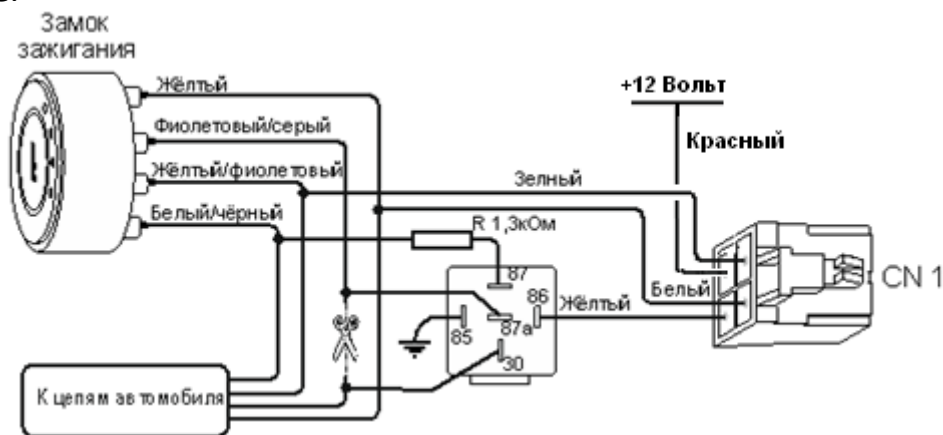 Замок
зажигания
Жёлтый
+12 Вольт
Фиолетовый/серый
Красный
Жёлтый/фиолетовый
Зелный
Белый/чёрный
R 1,3кОм
87
CN 1
86
Жёлтый
Белый
85
87a
30
К цепям автомобиля